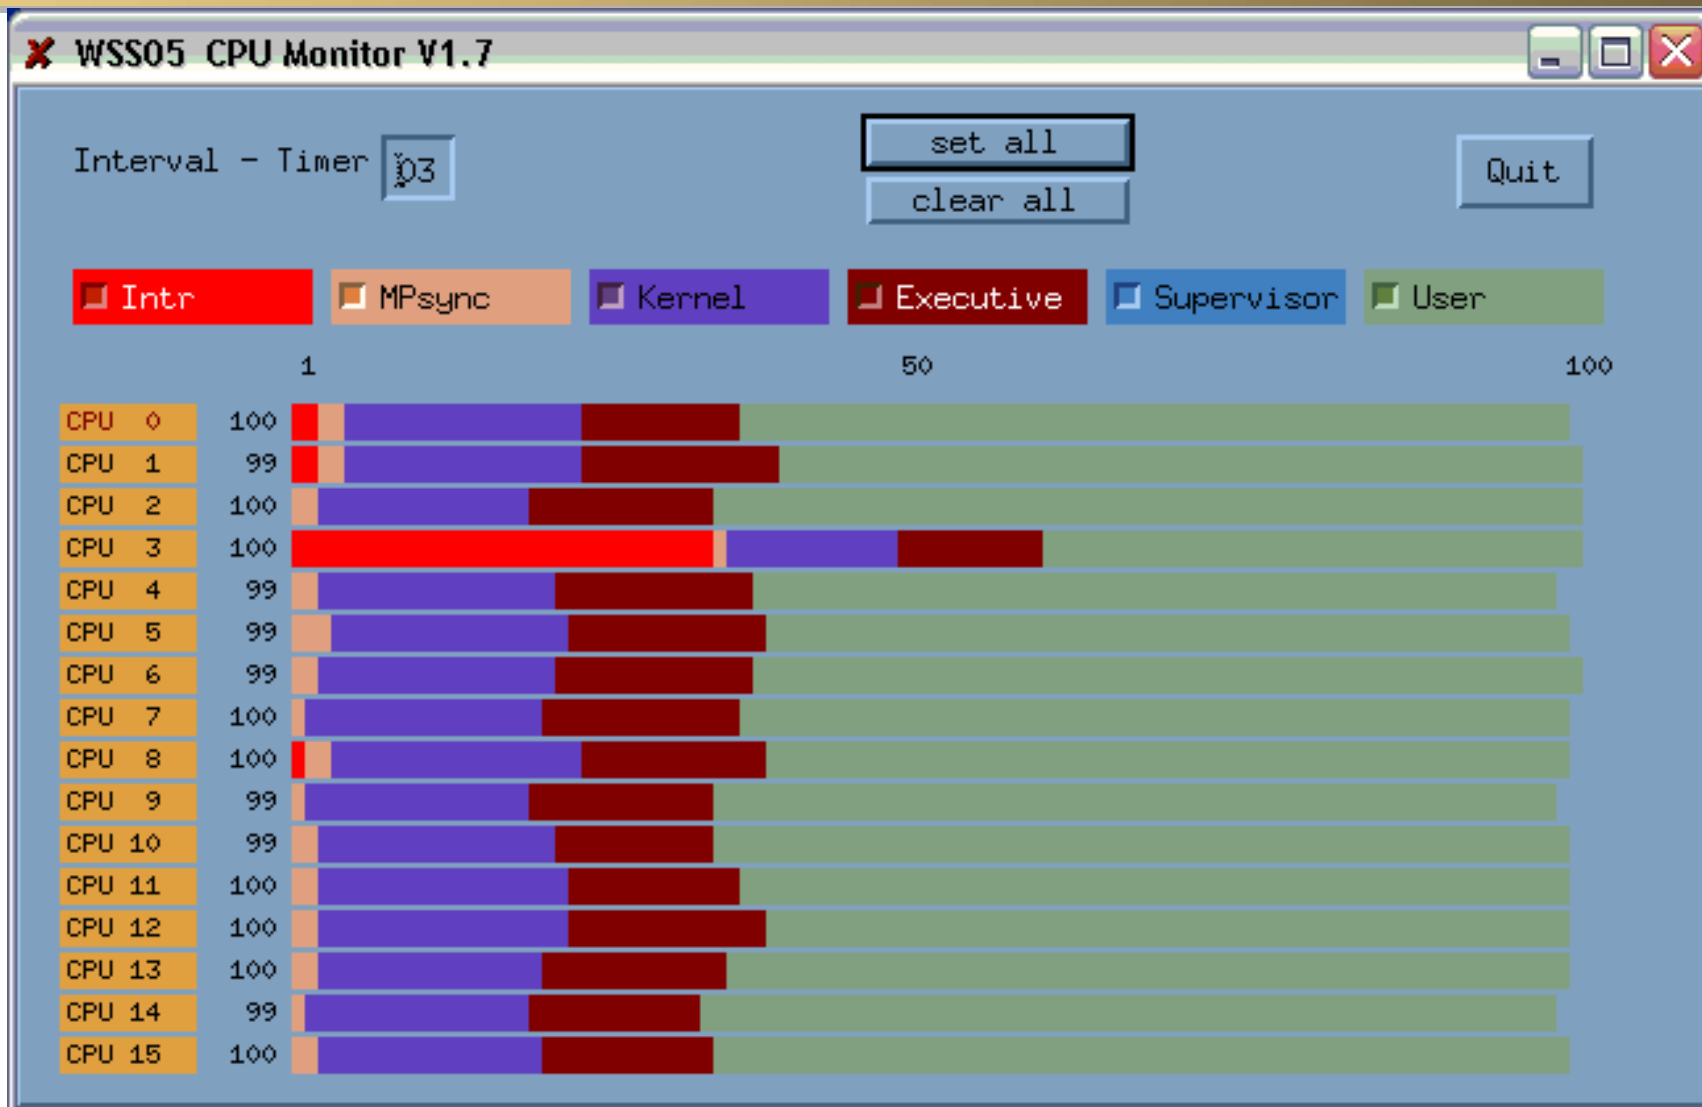 WSS05 CPU Monitor V1.7
Interval - Timer 03
set all
clear all
Quit
Intr MPsync Kernel Executive Supervisor User
1 50 100
CPU 0 100
CPU 1 99
CPU 2 100
CPU 3 100
CPU 4 99
CPU 5 99
CPU 6 99
CPU 7 100
CPU 8 100
CPU 9 99
CPU 10 99
CPU 11 100
CPU 12 100
CPU 13 100
CPU 14 99
CPU 15 100